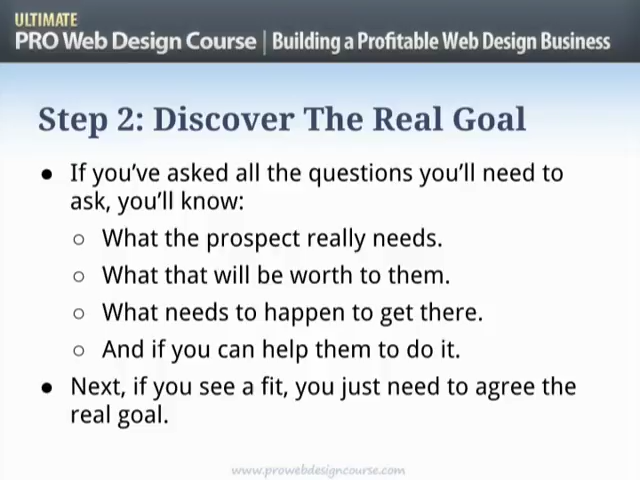 ULTIMATE
PRO Web Design Course | Building a Profitable Web Design Business
Step 2: Discover The Real Goal
● If you've asked all the questions you'll need to
ask, you'll know:
○ What the prospect really needs.
○ What that will be worth to them.
○ What needs to happen to get there.
○ And if you can help them to do it.
● Next, if you see a fit, you just need to agree the
real goal.
www.prowebdesigncourse.com